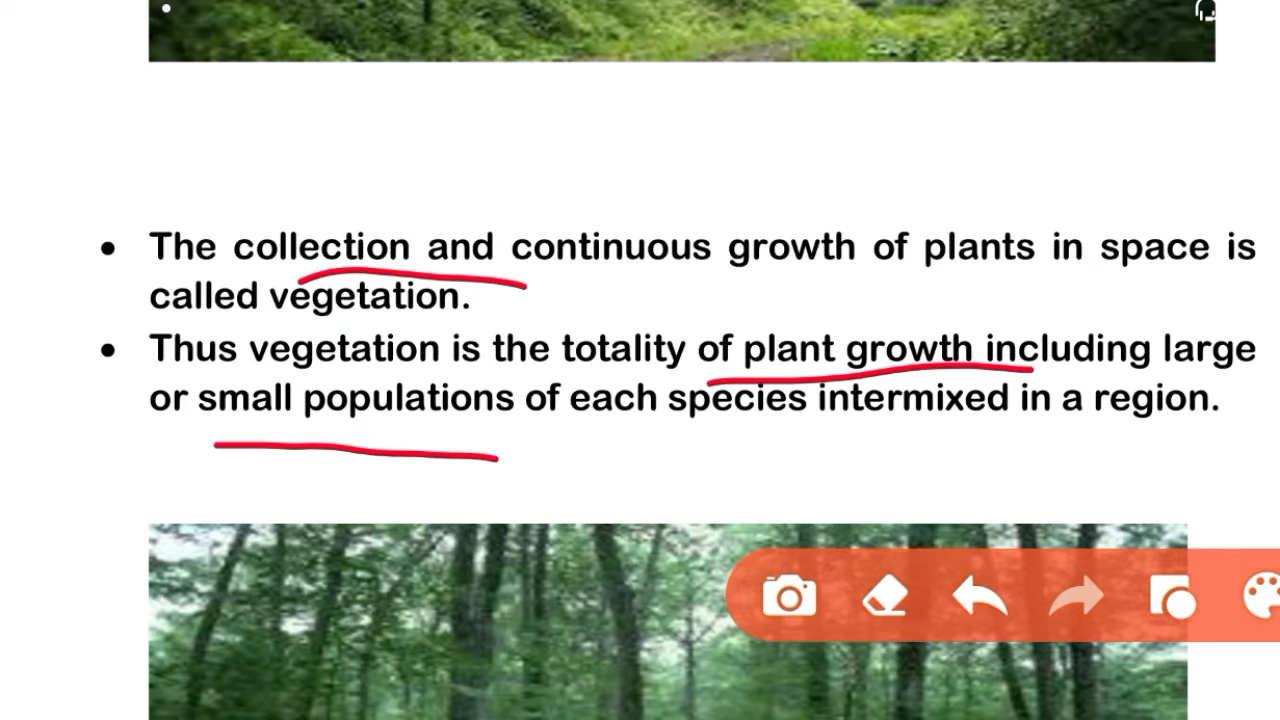 • The collection and continuous growth of plants in space is
called vegetation.
• Thus vegetation is the totality of plant growth including large
or small populations of each species intermixed in a region.